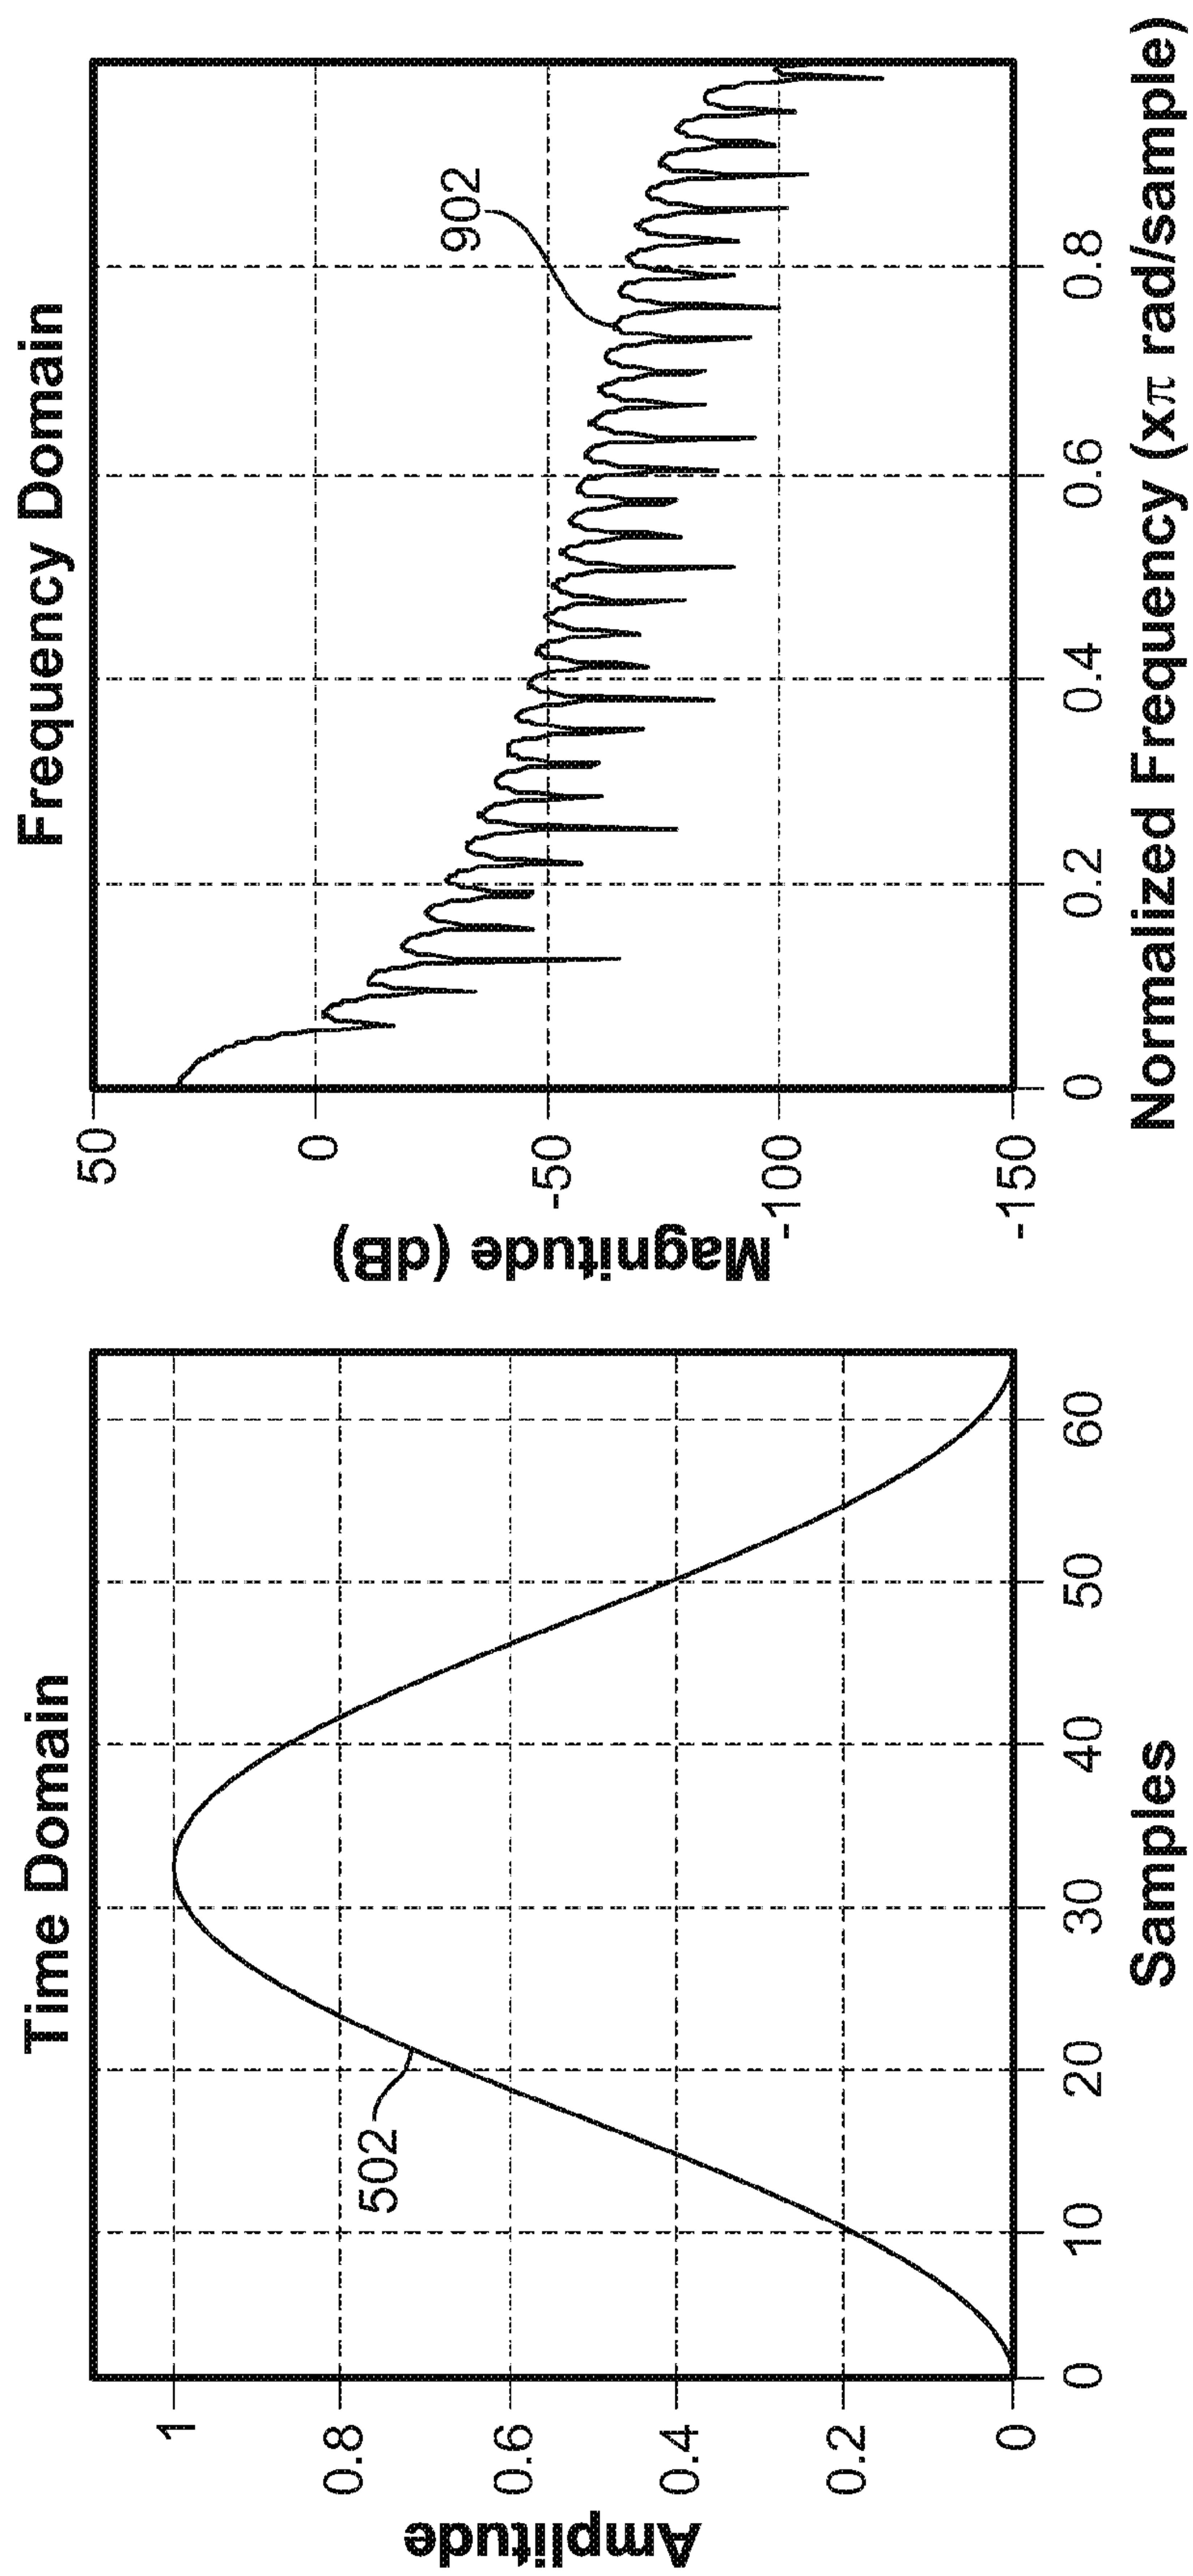 Time Domain
Amplitude
1
0.8
0.6
0.4
0.2
0
502
0 10 20 30 40 50 60
Samples
Frequency Domain
Magnitude (dB)
50
0
-50
-100
-150
902
0 0.2 0.4 0.6 0.8
Normalized Frequency (xπ rad/sample)